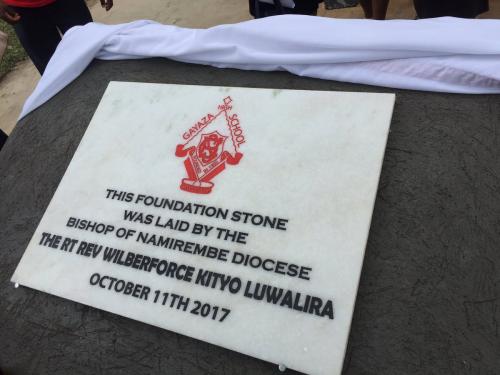 GAYAZA SCHOOL
THIS FOUNDATION STONE
WAS LAID BY THE
BISHOP OF NAMIREMBE DIOCESE
THE RT REV WILBERFORCE KITYO LUWALIRA
OCTOBER 11TH 2017